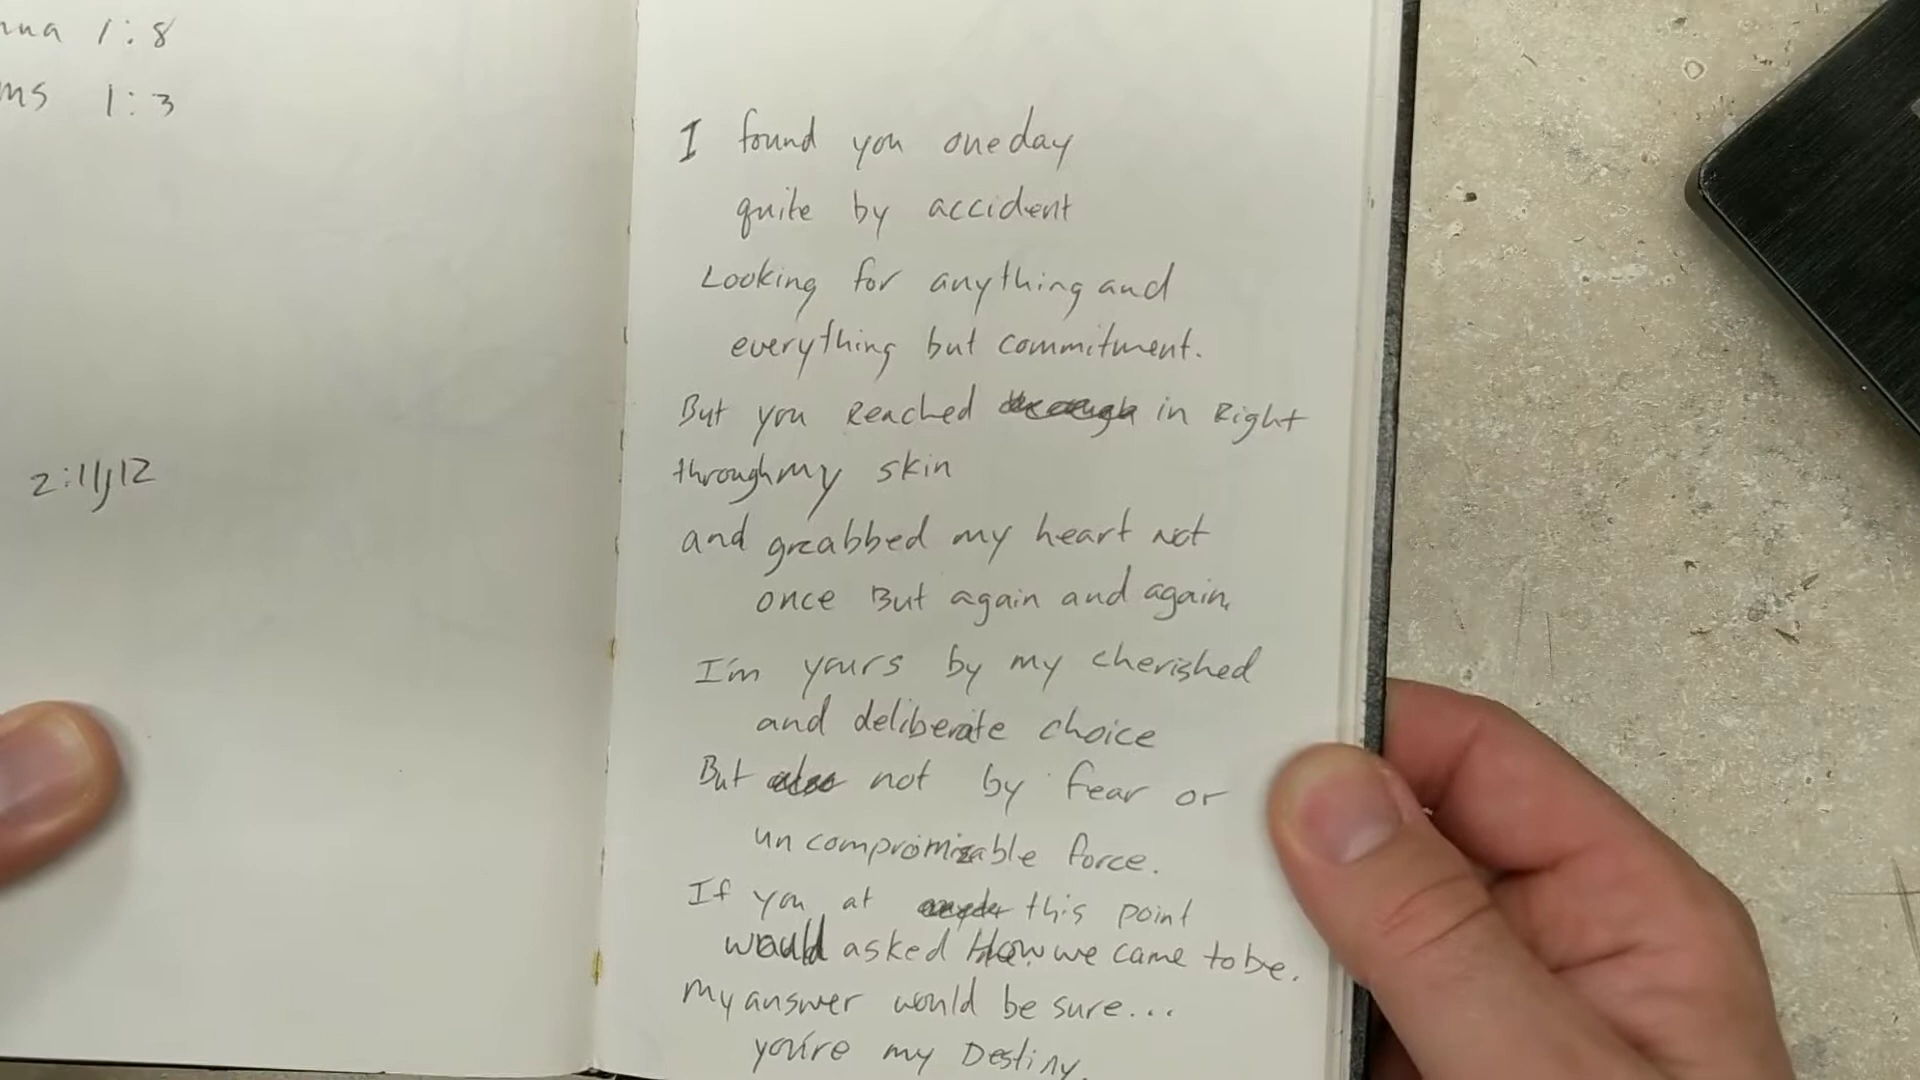 1:8
1:3
2:11,12
I found you one day
quite by accident
Looking for anything and
everything but commitment.
But you Reached in Right
through my skin
and grabbed my heart not
once But again and again.
I'm yours by my cherished
and deliberate choice
But not by fear or
uncompromizable force.
If you at this point
would asked How we came to be.
My answer would be sure...
you're my Destiny.